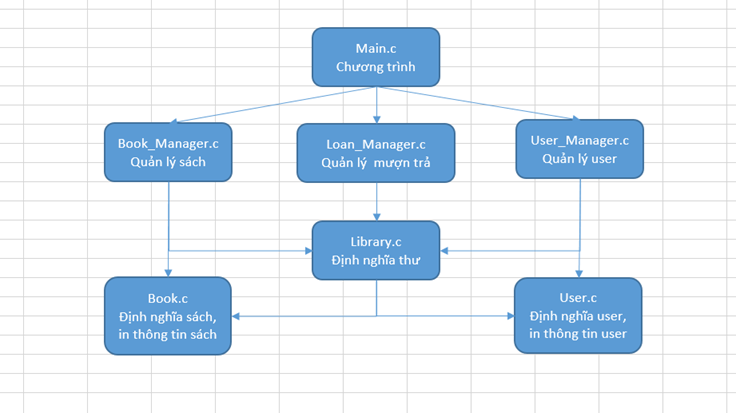 Main.c
Chương trình
Book_Manager.c
Quản lý sách
Loan_Manager.c
Quản lý mượn trả
User_Manager.c
Quản lý user
Library.c
Định nghĩa thư
Book.c
Định nghĩa sách,
in thông tin sách
User.c
Định nghĩa user,
in thông tin user